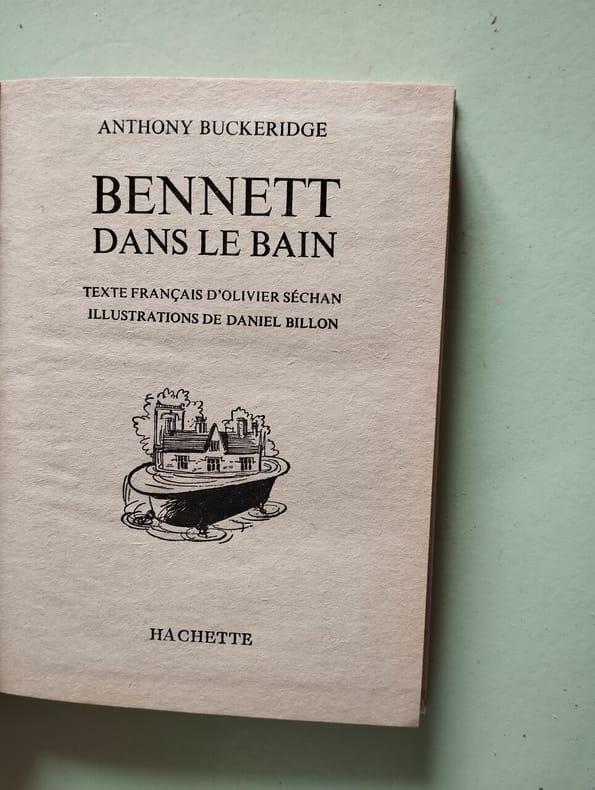 ANTHONY BUCKERIDGE
BENNETT
DANS LE BAIN
TEXTE FRANÇAIS D'OLIVIER SÉCHAN
ILLUSTRATIONS DE DANIEL BILLON
HACHETTE